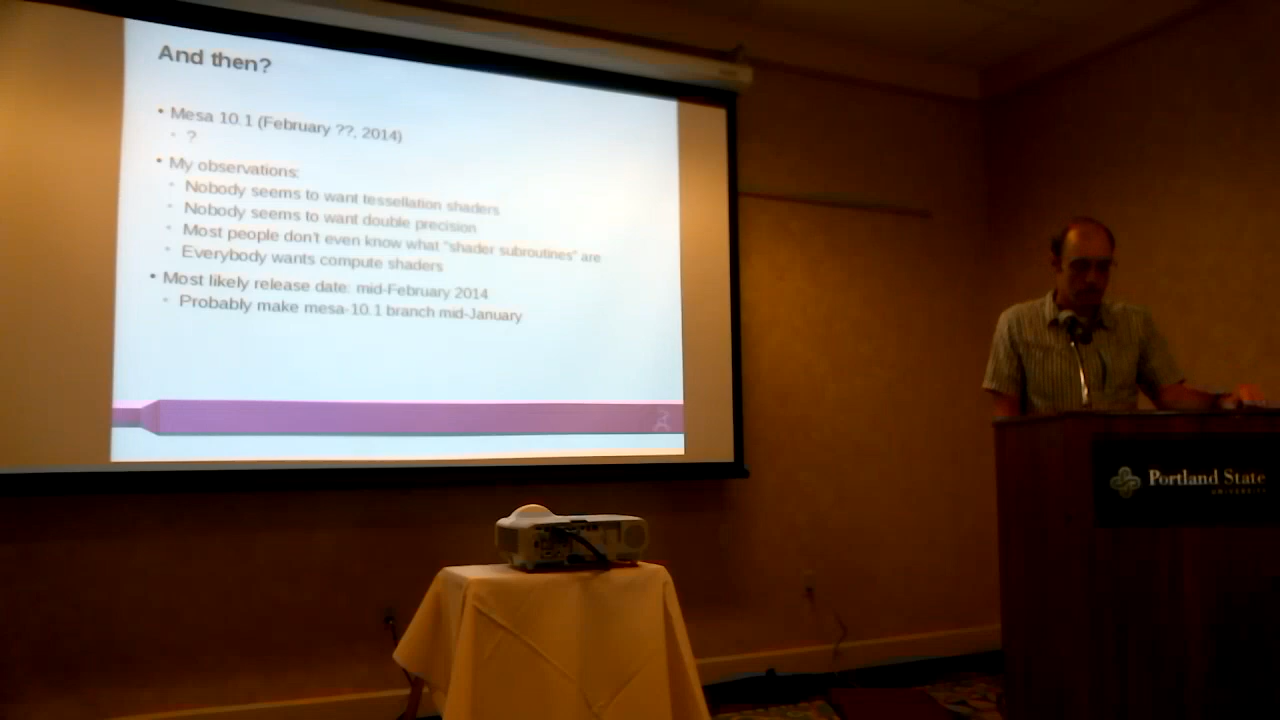 And then?
• Mesa 10.1 (February ??, 2014)
• ?
• My observations:
• Nobody seems to want tessellation shaders
• Nobody seems to want double precision
• Most people don't even know what "shader subroutines" are
• Everybody wants compute shaders
• Most likely release date: mid-February 2014
• Probably make mesa-10.1 branch mid-January
Portland State
UNIVERSITY